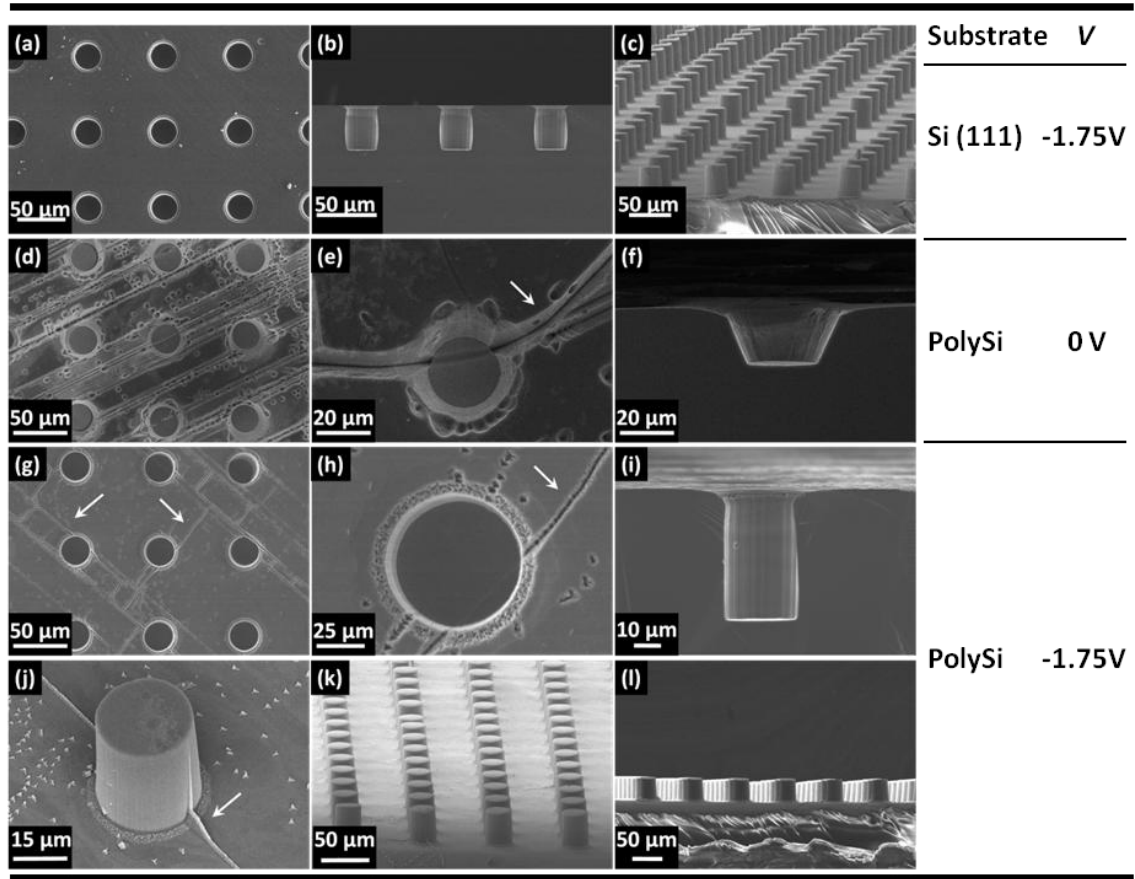 (a) (b) (c) Substrate V
50 μm 50 μm 50 μm Si (111) -1.75V
(d) (e) (f)
50 μm 20 μm 20 μm PolySi 0 V
(g) (h) (i)
50 μm 25 μm 10 μm
(j) (k) (l) PolySi -1.75V
15 μm 50 μm 50 μm